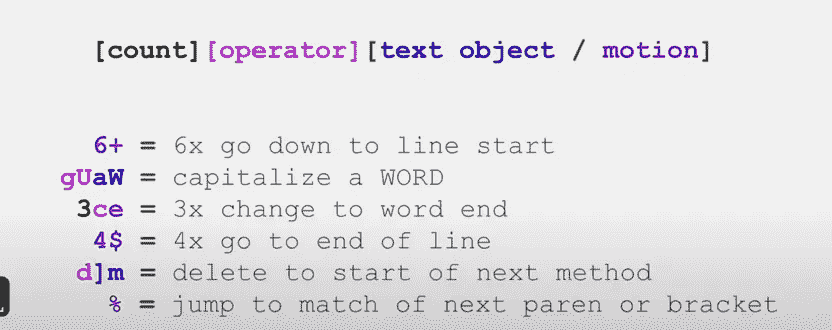 [count][operator][text object / motion]
6+ = 6x go down to line start
gUaW = capitalize a WORD
3ce = 3x change to word end
4$ = 4x go to end of line
d]m = delete to start of next method
% = jump to match of next paren or bracket